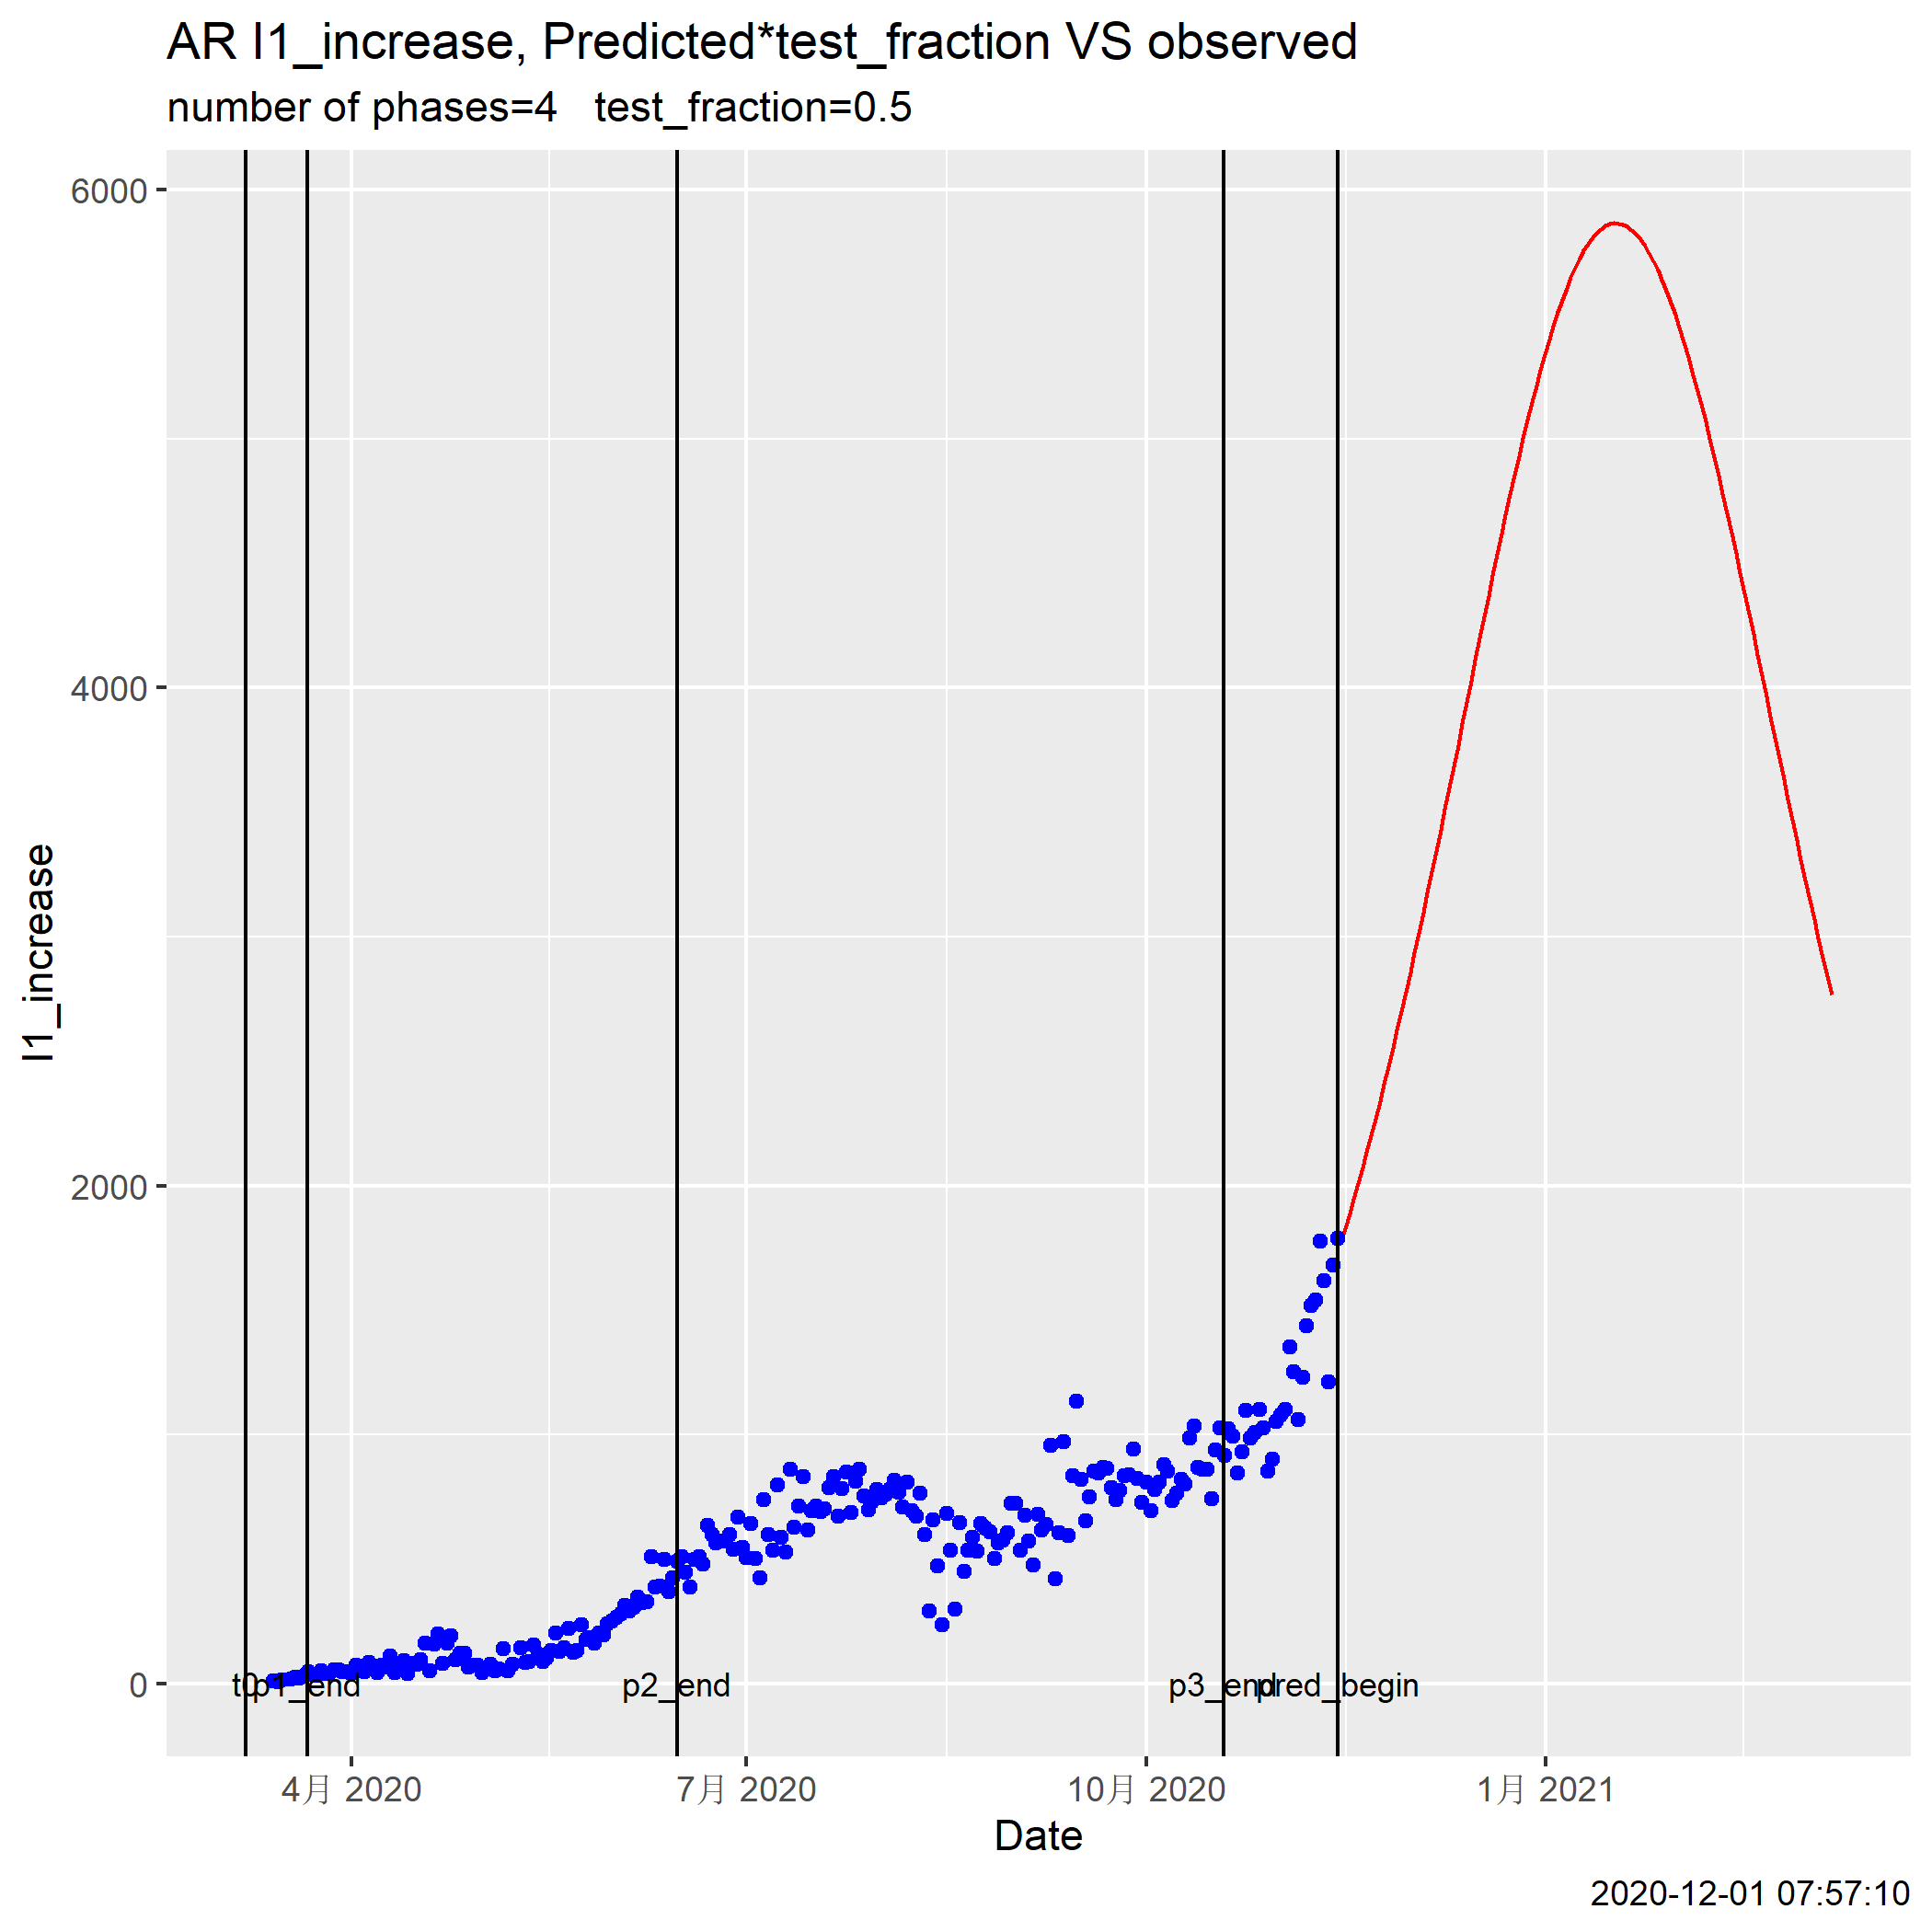 AR I1_increase, Predicted*test_fraction VS observed
number of phases=4 test_fraction=0.5
6000
4000
2000
0
I1_increase
t0
p1_end
p2_end
p3_end
pred_begin
4月 2020
7月 2020
10月 2020
1月 2021
Date
2020-12-01 07:57:10